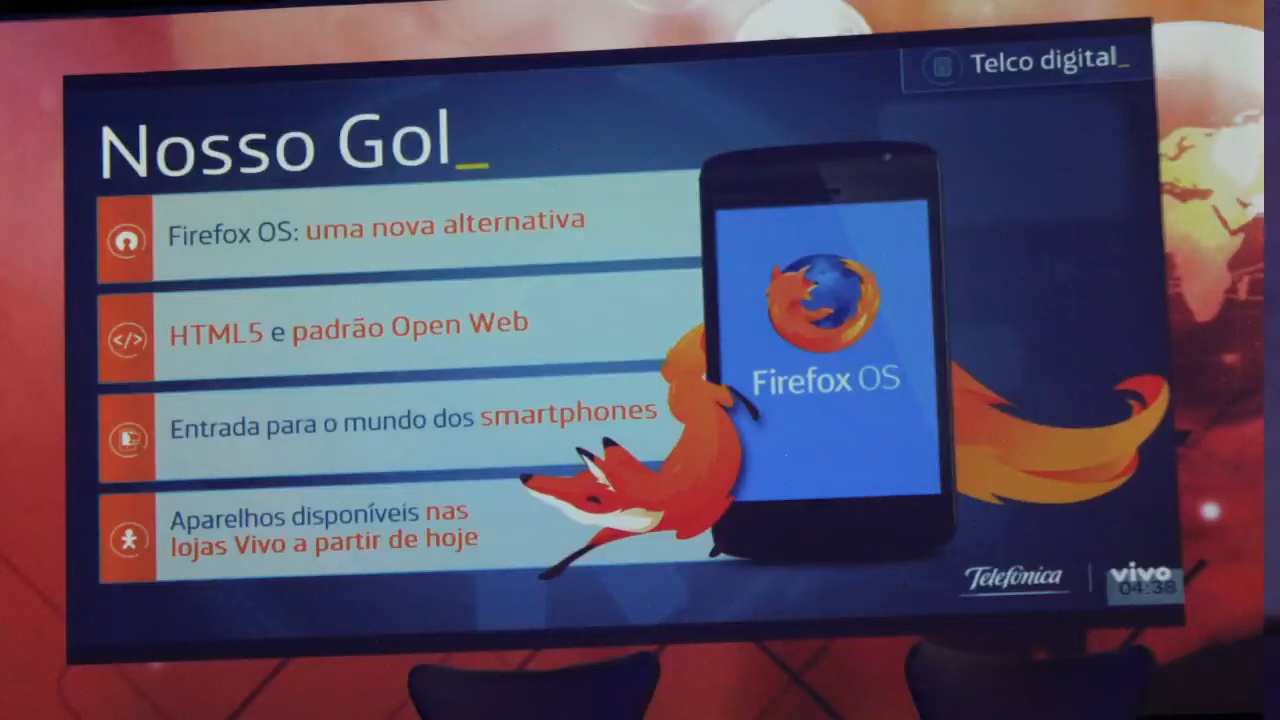 Telco digital_
Nosso Gol_
Firefox OS: uma nova alternativa
HTML5 e padrão Open Web
Entrada para o mundo dos smartphones
Aparelhos disponíveis nas
lojas Vivo a partir de hoje
Firefox OS
Telefónica
vivo
04:38